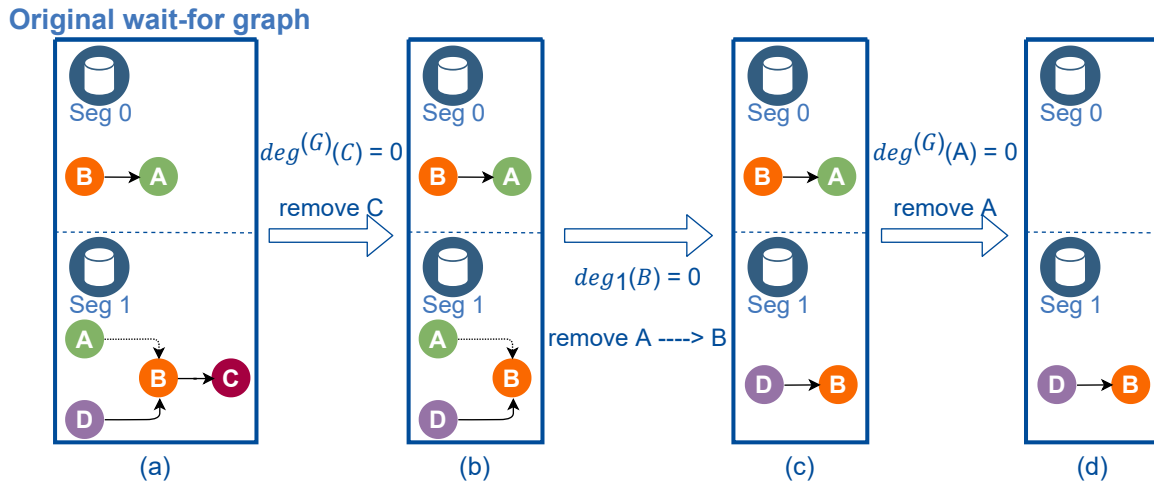 Original wait-for graph
Seg 0
B
A
Seg 1
A
B
C
D
(a)
deg(G)(C) = 0
remove C
Seg 0
B
A
Seg 1
A
B
D
(b)
deg1(B) = 0
remove A ----> B
Seg 0
B
A
Seg 1
D
B
(c)
deg(G)(A) = 0
remove A
Seg 0
Seg 1
D
B
(d)